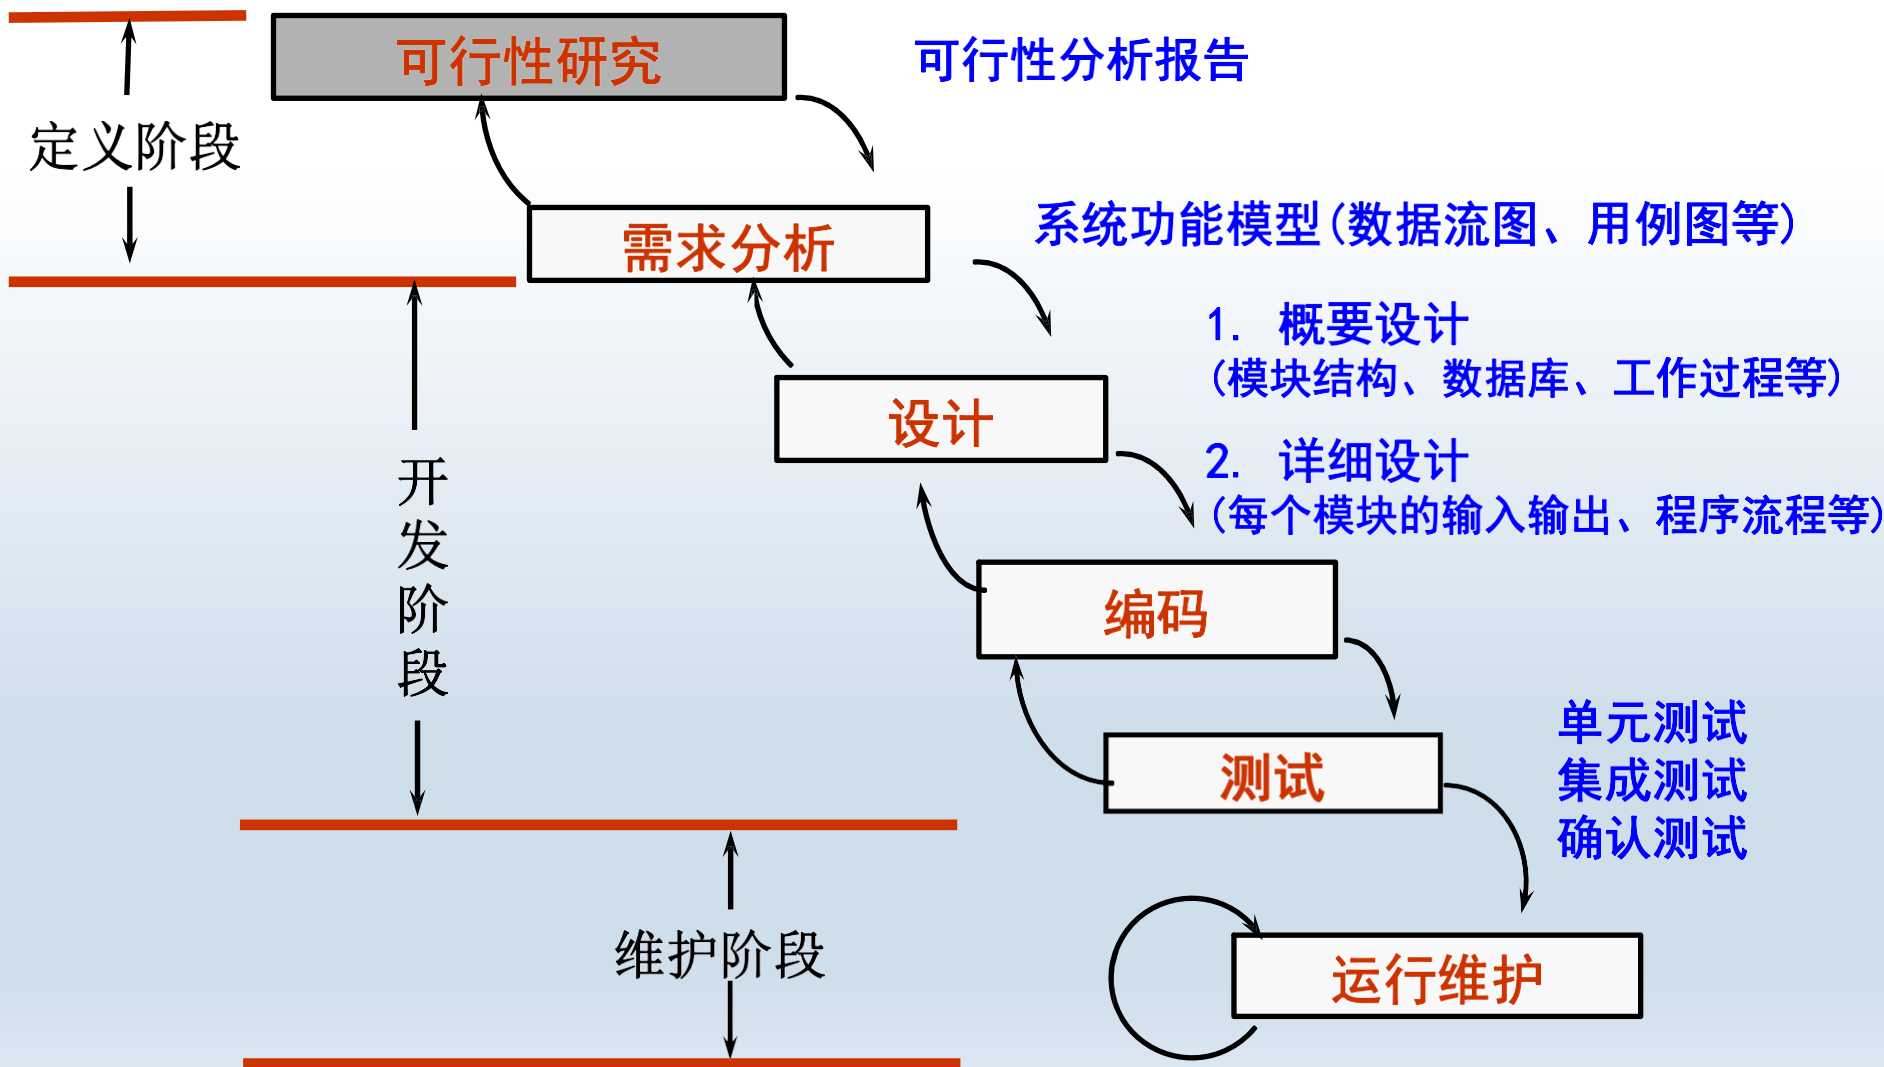 可行性研究
可行性分析报告
定义阶段
需求分析
系统功能模型(数据流图、用例图等)
1. 概要设计
(模块结构、数据库、工作过程等)
设计
2. 详细设计
(每个模块的输入输出、程序流程等)
开
发
阶
段
编码
单元测试
测试
集成测试
确认测试
维护阶段
运行维护